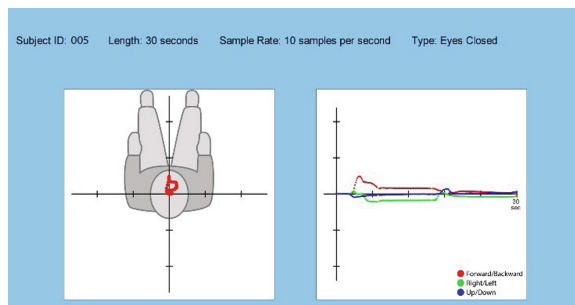 Subject ID: 005 Length: 30 seconds Sample Rate: 10 samples per second Type: Eyes Closed
30
sec
Forward/Backward
Right/Left
Up/Down